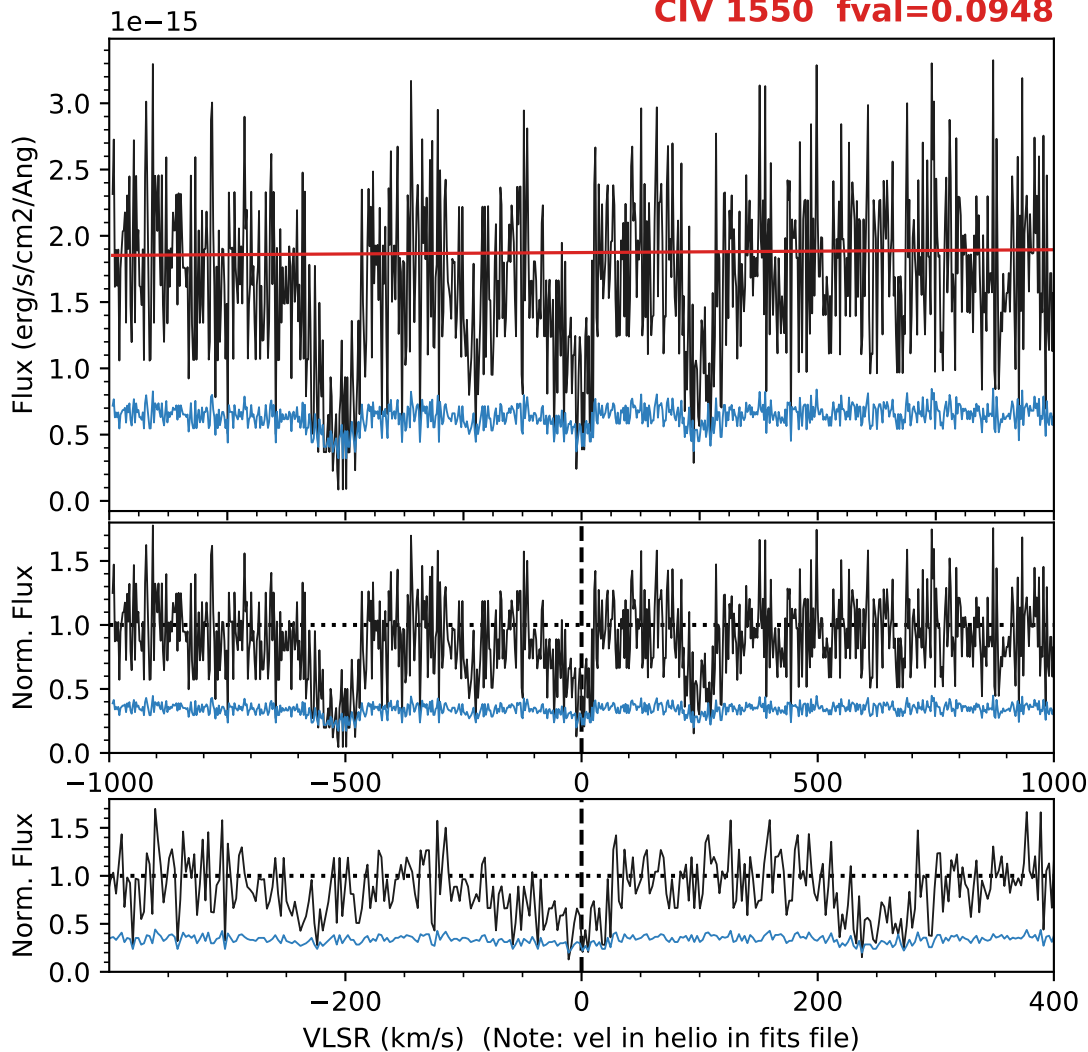 CIV 1550 fval=0.0948
1e−15
3.0
2.5
2.0
1.5
1.0
0.5
0.0
Flux (erg/s/cm2/Ang)
1.5
1.0
0.5
0.0
Norm. Flux
−1000 −500 0 500 1000
1.5
1.0
0.5
0.0
Norm. Flux
−200 0 200 400
VLSR (km/s) (Note: vel in helio in fits file)